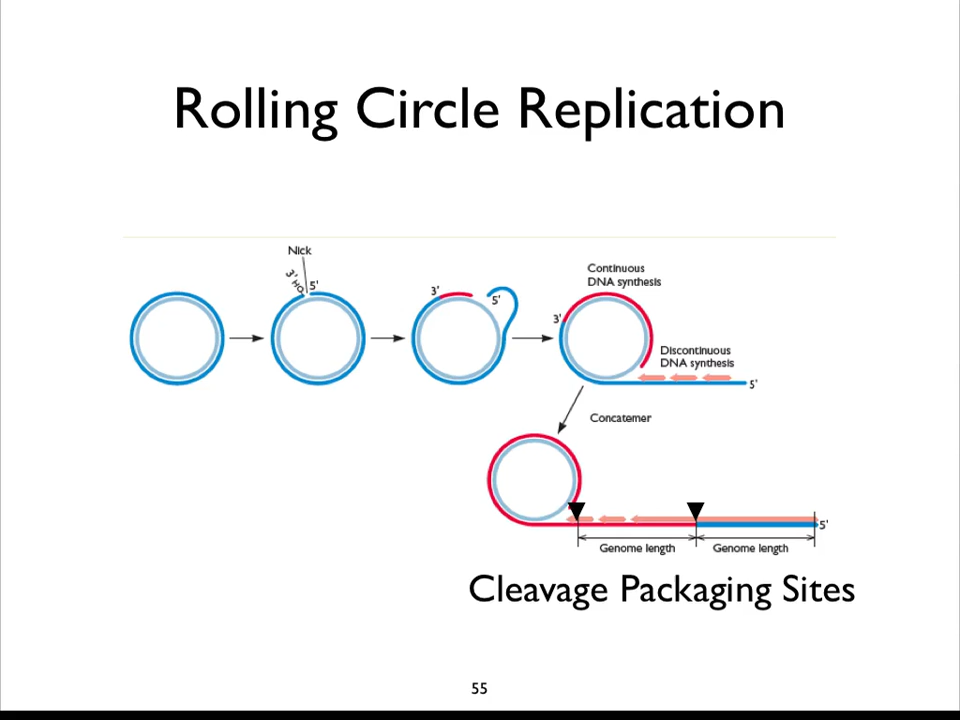 Rolling Circle Replication
Nick
3' HO
5'
3'
5'
Continuous
DNA synthesis
3'
Discontinuous
DNA synthesis
5'
Concatemer
5'
Genome length
Genome length
Cleavage Packaging Sites
55